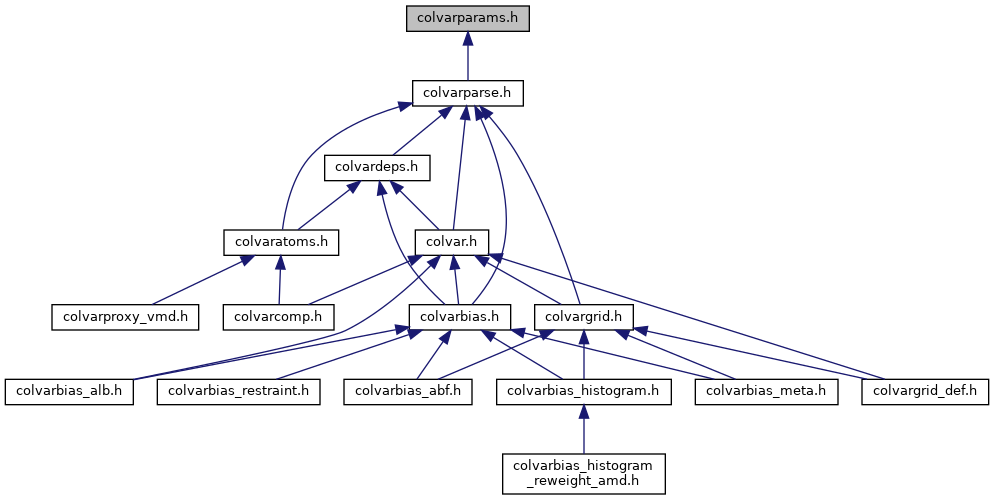 colvarparams.h
colvarparse.h
colvardeps.h
colvaratoms.h
colvar.h
colvarproxy_vmd.h
colvarcomp.h
colvarbias.h
colvargrid.h
colvarbias_alb.h
colvarbias_restraint.h
colvarbias_abf.h
colvarbias_histogram.h
colvarbias_meta.h
colvargrid_def.h
colvarbias_histogram
_reweight_amd.h